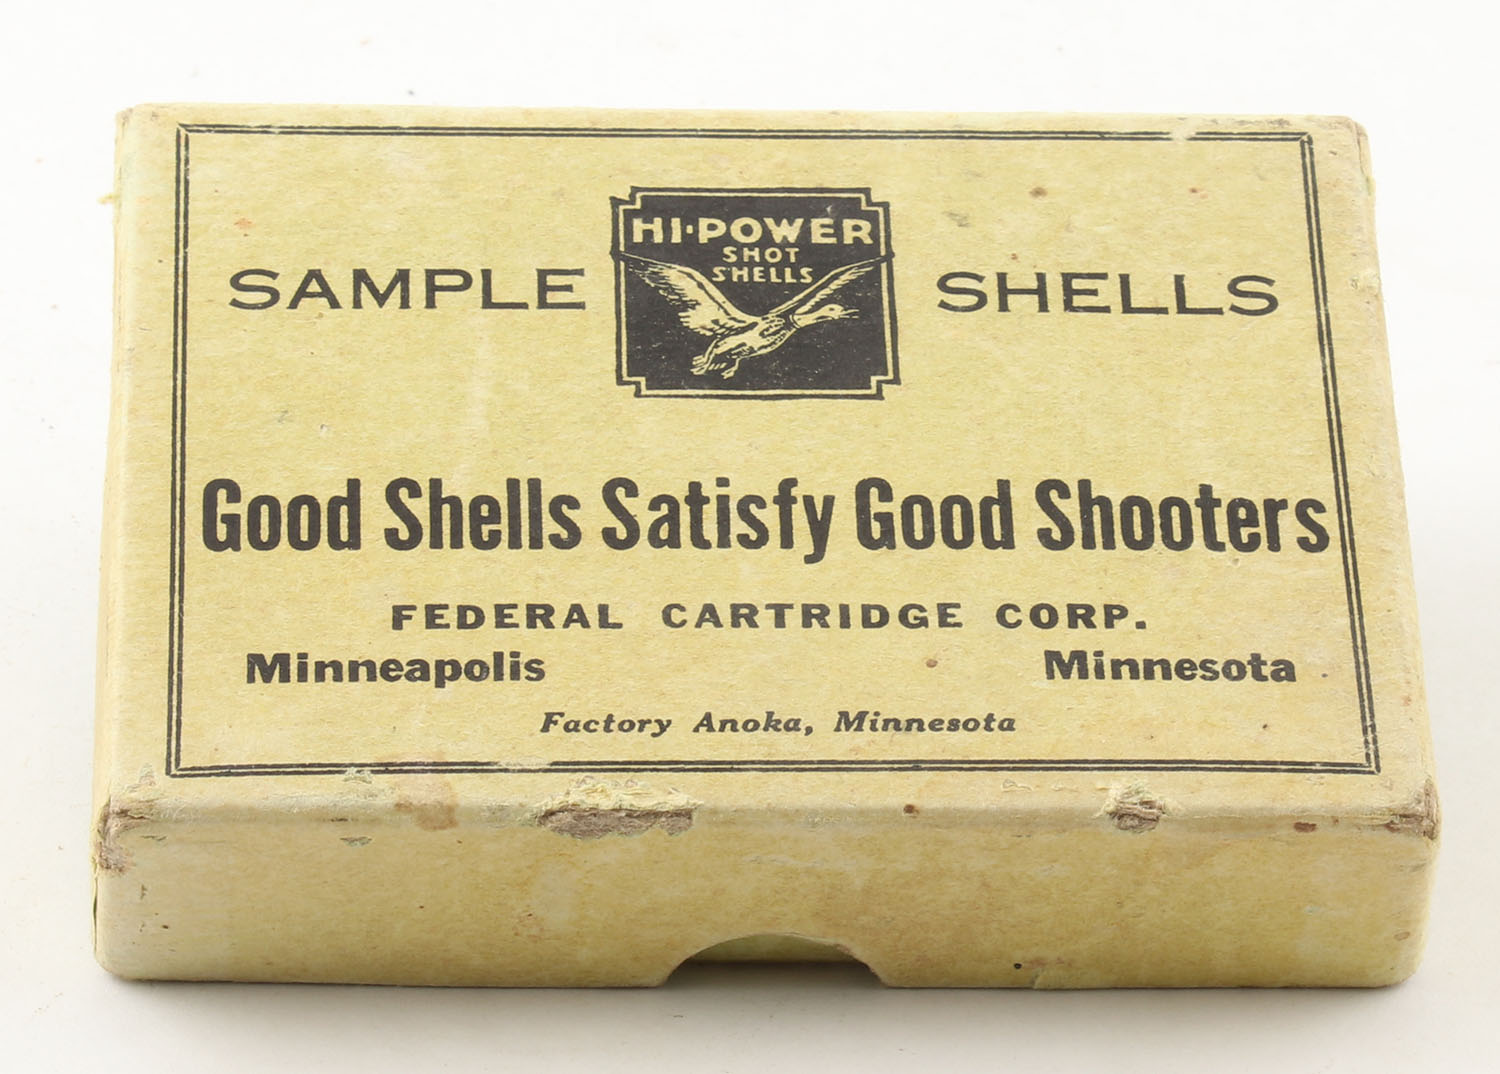 HI-POWER
SHOT
SHELLS
SAMPLE SHELLS
Good Shells Satisfy Good Shooters
FEDERAL CARTRIDGE CORP.
Minneapolis Minnesota
Factory Anoka, Minnesota